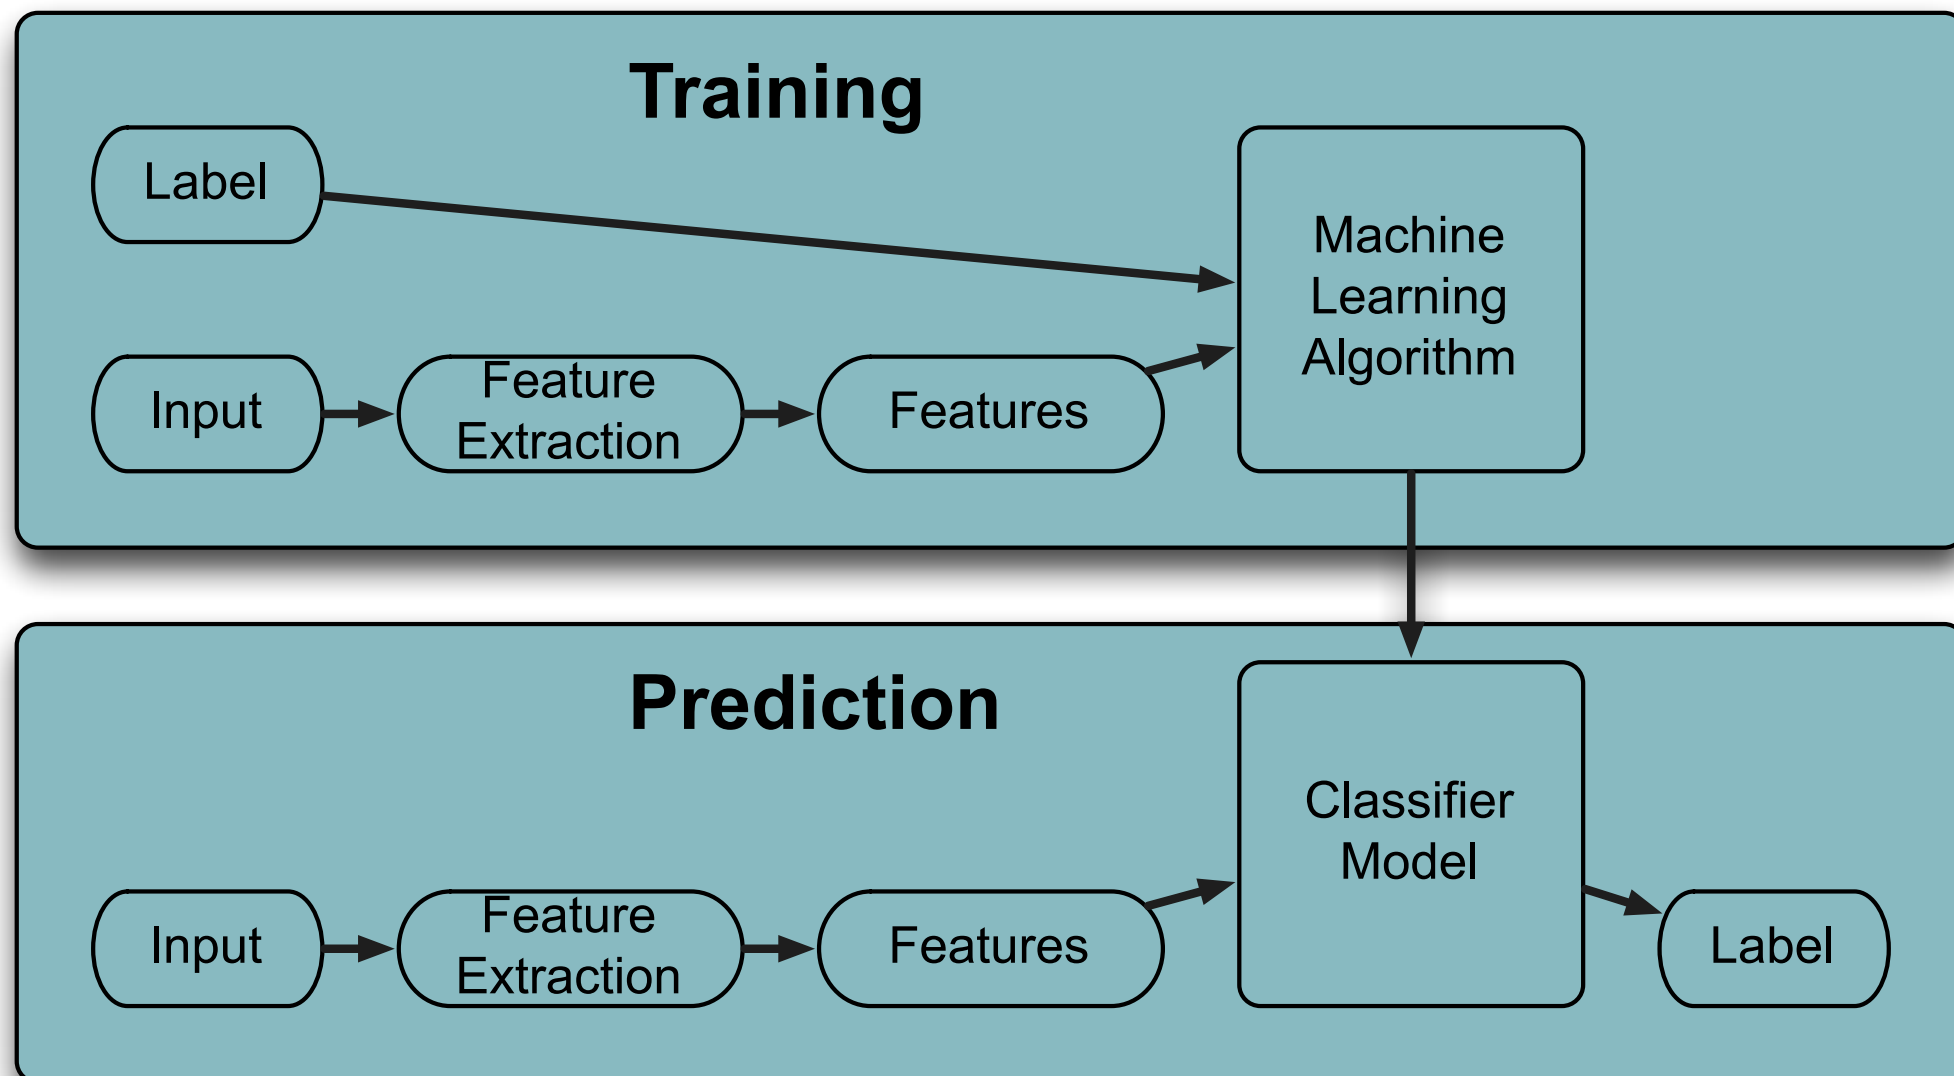 Training
Label
Machine
Learning
Algorithm
Input
Feature
Extraction
Features
Prediction
Classifier
Model
Input
Feature
Extraction
Features
Label